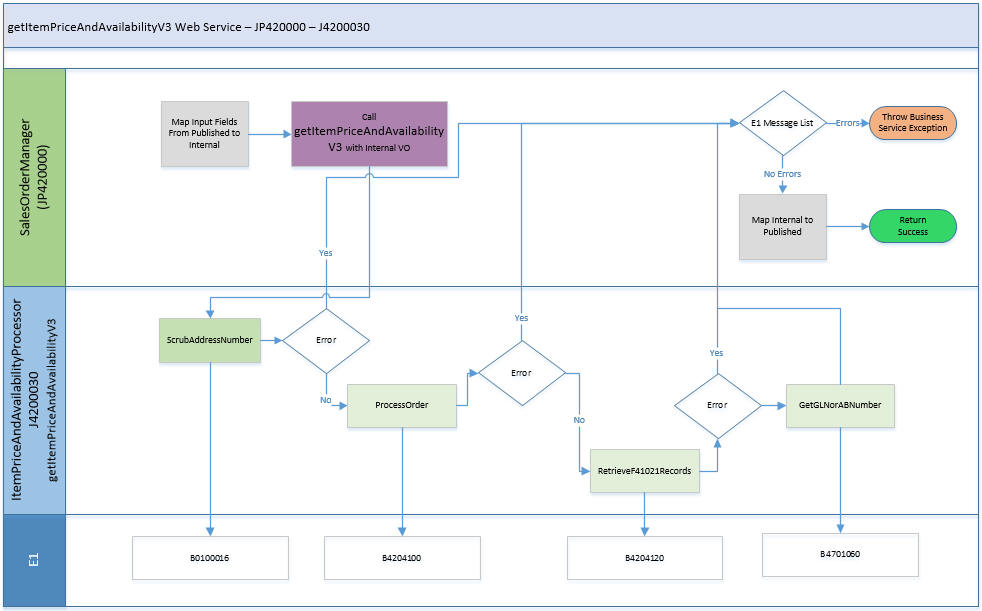 getItemPriceAndAvailabilityV3 Web Service – JP420000 – J4200030
SalesOrderManager
(JP420000)
Map Input Fields
From Published to
Internal
Call
getItemPriceAndAvailability
V3 with Internal VO
E1 Message List
Errors
Throw Business
Service Exception
No Errors
Map Internal to
Published
Return
Success
Yes
ItemPriceAndAvailabilityProcessor
J4200030
getItemPriceAndAvailabilityV3
ScrubAddressNumber
Error
No
ProcessOrder
Yes
Error
No
RetrieveF41021Records
Yes
Error
GetGLNorABNumber
E1
B0100016
B4204100
B4204120
B4701060